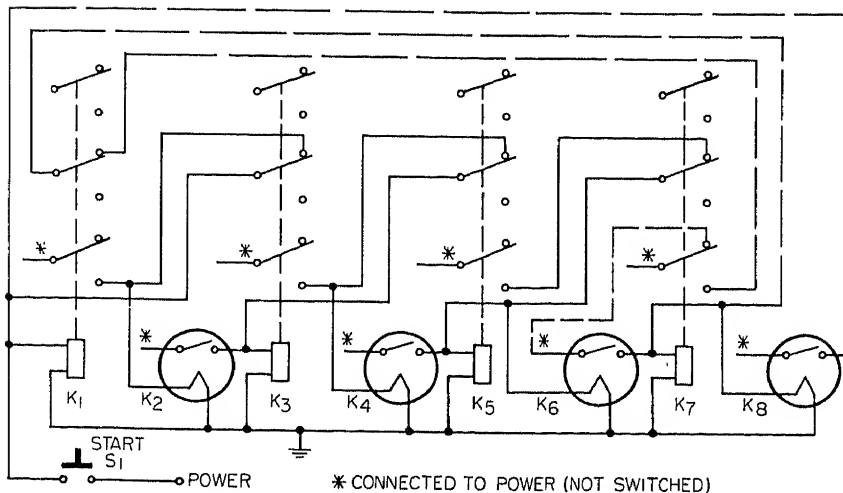 *
*
*
*
*
*
*
*
K1
K2
K3
K4
K5
K6
K7
K8
START
S1
POWER
* CONNECTED TO POWER (NOT SWITCHED)